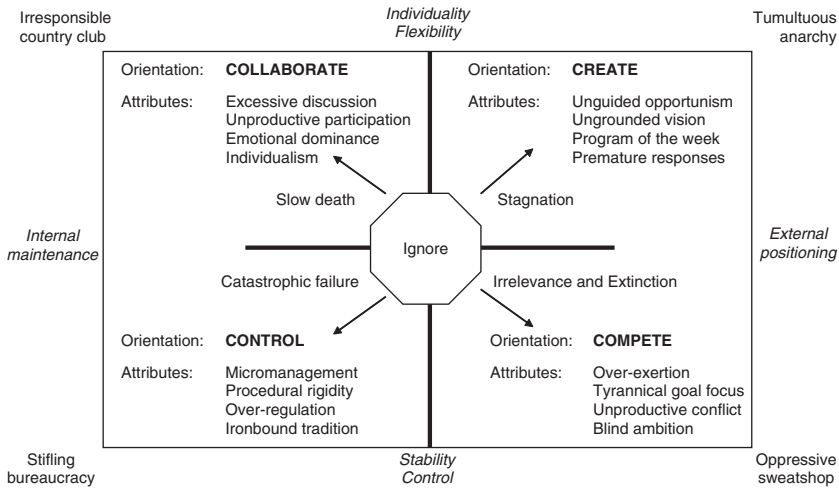 Irresponsible
country club
Individuality
Flexibility
Tumultuous
anarchy
Orientation: COLLABORATE
Attributes: Excessive discussion
Unproductive participation
Emotional dominance
Individualism
Slow death
Orientation: CREATE
Attributes: Unguided opportunism
Ungrounded vision
Program of the week
Premature responses
Stagnation
Internal
maintenance
Ignore
External
positioning
Catastrophic failure
Orientation: CONTROL
Attributes: Micromanagement
Procedural rigidity
Over-regulation
Ironbound tradition
Irrelevance and Extinction
Orientation: COMPETE
Attributes: Over-exertion
Tyrannical goal focus
Unproductive conflict
Blind ambition
Stifling
bureaucracy
Stability
Control
Oppressive
sweatshop